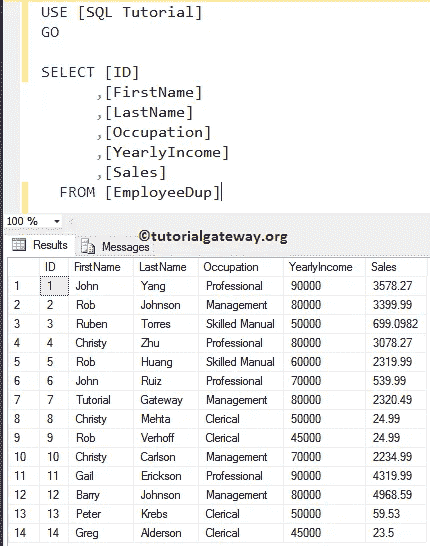 USE [SQL Tutorial]
GO
SELECT [ID]
,[FirstName]
,[LastName]
,[Occupation]
,[YearlyIncome]
,[Sales]
FROM [EmployeeDup]
100 %
©tutorialgateway.org
Results Messages
ID FirstName LastName Occupation YearlyIncome Sales
1 1 John Yang Professional 90000 3578.27
2 2 Rob Johnson Management 80000 3399.99
3 3 Ruben Torres Skilled Manual 50000 699.0982
4 4 Christy Zhu Professional 80000 3078.27
5 5 Rob Huang Skilled Manual 60000 2319.99
6 6 John Ruiz Professional 70000 539.99
7 7 Tutorial Gateway Management 80000 2320.49
8 8 Christy Mehta Clerical 50000 24.99
9 9 Rob Verhoff Clerical 45000 24.99
10 10 Christy Carlson Management 70000 2234.99
11 11 Gail Erickson Professional 90000 4319.99
12 12 Barry Johnson Management 80000 4968.59
13 13 Peter Krebs Clerical 50000 59.53
14 14 Greg Alderson Clerical 45000 23.5